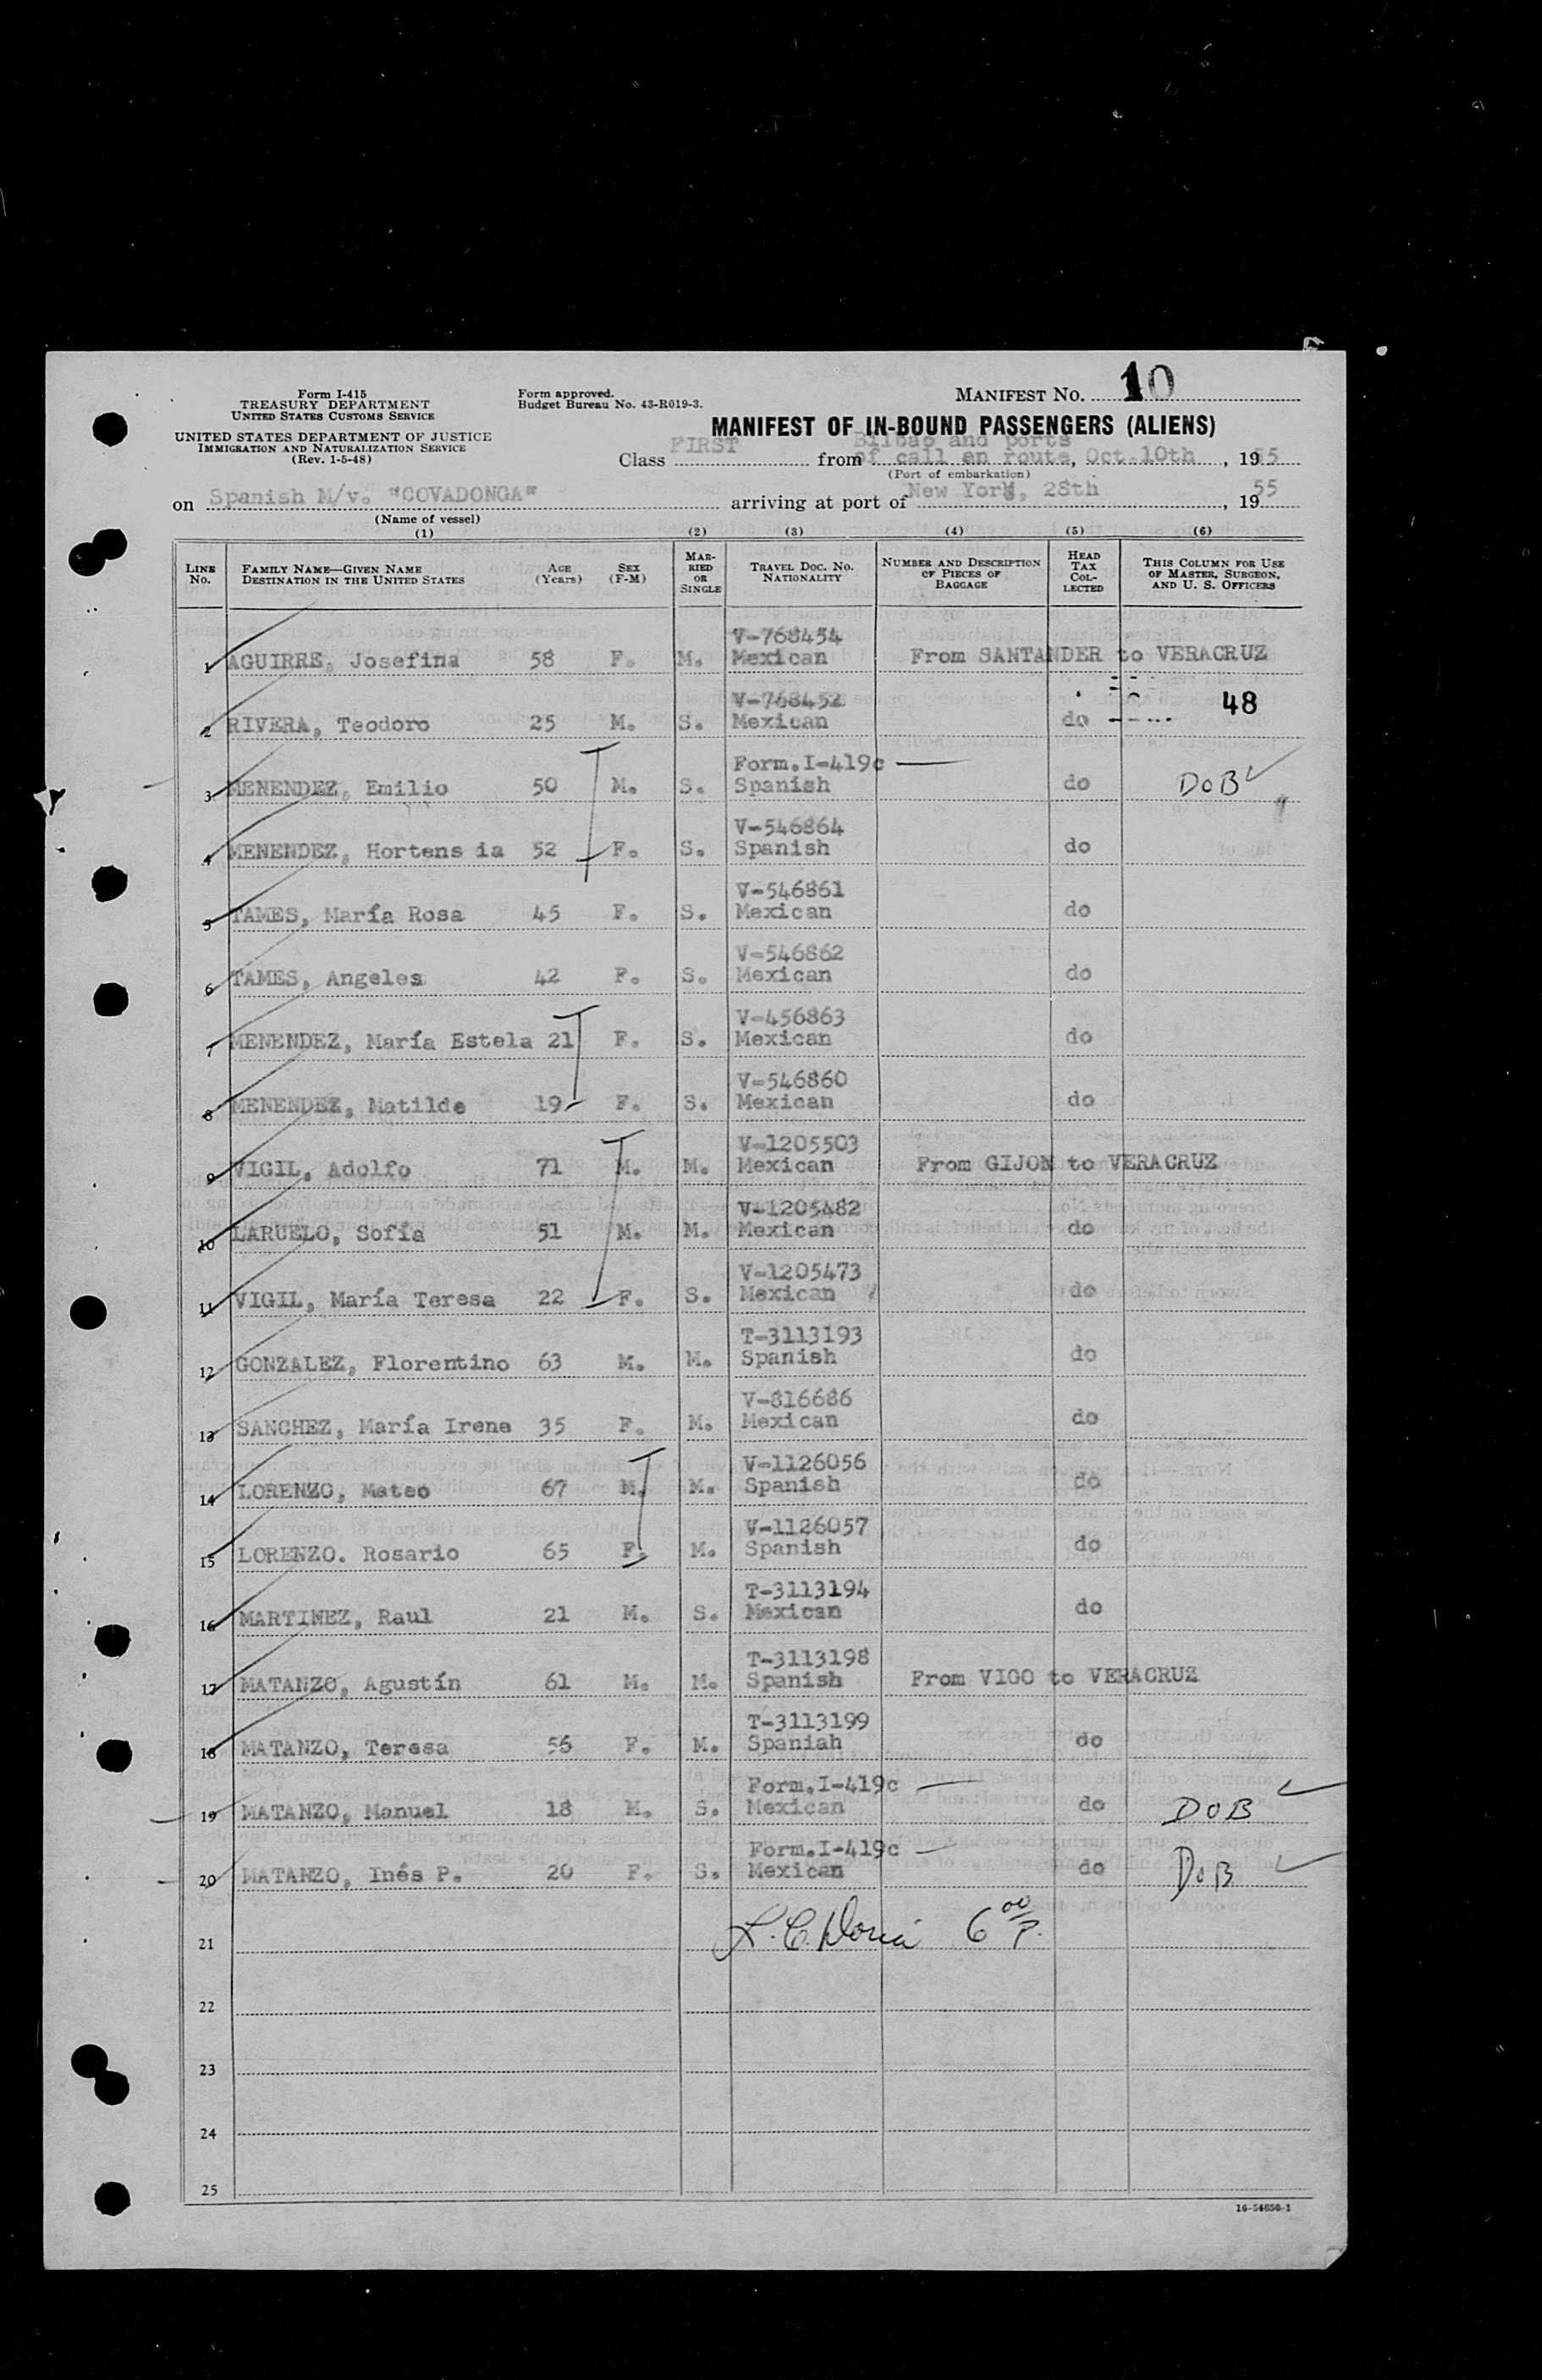 Form I-415
TREASURY DEPARTMENT
UNITED STATES CUSTOMS SERVICE
UNITED STATES DEPARTMENT OF JUSTICE
IMMIGRATION AND NATURALIZATION SERVICE
(Rev. 1-5-48)
Form approved.
Budget Bureau No. 43-R019-3.
MANIFEST NO. 10
MANIFEST OF IN-BOUND PASSENGERS (ALIENS)
Bilbao and ports
Class FIRST from of call en route, Oct. 10th, 1955
(Port of embarkation)
on Spanish M/v. "COVADONGA" arriving at port of New York, 28th, 1955
(Name of vessel)
(1) (2) (3) (4) (5) (6)
LINE NO. FAMILY NAME—GIVEN NAME DESTINATION IN THE UNITED STATES AGE (Years) SEX (F-M) MARRIED OR SINGLE TRAVEL DOC. NO. NATIONALITY NUMBER AND DESCRIPTION OF PIECES OF BAGGAGE HEAD TAX COLLECTED THIS COLUMN FOR USE OF MASTER, SURGEON, AND U. S. OFFICERS
V-768454
1 AGUIRRE, Josefina 58 F. M. Mexican From SANTANDER to VERACRUZ
V-768452 48
2 RIVERA, Teodoro 25 M. S. Mexican do -----
Form.I-419c
3 MENENDEZ, Emilio 50 M. S. Spanish do DOB
V-546864
4 MENENDEZ, Hortens ia 52 F. S. Spanish do
V-546861
5 TAMES, María Rosa 45 F. S. Mexican do
V-546862
6 TAMES, Angeles 42 F. S. Mexican do
V-456863
7 MENENDEZ, María Estela 21 F. S. Mexican do
V-546860
8 MENENDEZ, Matilde 19 F. S. Mexican do
V-1205503
9 VIGIL, Adolfo 71 M. M. Mexican From GIJON to VERACRUZ
V-1205482
10 LARUELO, Sofía 51 M. M. Mexican do
V-1205473
11 VIGIL, María Teresa 22 F. S. Mexican do
T-3113193
12 GONZALEZ, Florentino 63 M. M. Spanish do
V-816686
13 SANCHEZ, María Irene 35 F. M. Mexican do
V-1126056
14 LORENZO, Mateo 67 M. M. Spanish do
V-1126057
15 LORENZO. Rosario 65 F. M. Spanish do
T-3113194
16 MARTINEZ, Raul 21 M. S. Mexican do
T-3113198
17 MATANZO, Agustín 61 M. M. Spanish From VIGO to VERACRUZ
T-3113199
18 MATANZO, Teresa 56 F. M. Spaniah do
Form.I-419c
19 MATANZO, Manuel 18 M. S. Mexican do DOB
Form.I-419c
20 MATANZO, Inés P. 20 F. S. Mexican do DOB
21 6 00 P.
22
23
24
25
16-54656-1